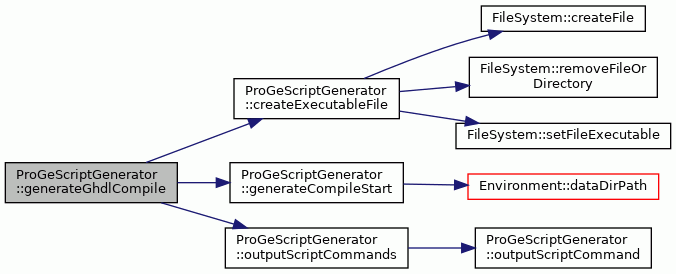 ProGeScriptGenerator
::generateGhdlCompile
ProGeScriptGenerator
::createExecutableFile
FileSystem::createFile
FileSystem::removeFileOr
Directory
FileSystem::setFileExecutable
ProGeScriptGenerator
::generateCompileStart
Environment::dataDirPath
ProGeScriptGenerator
::outputScriptCommands
ProGeScriptGenerator
::outputScriptCommand